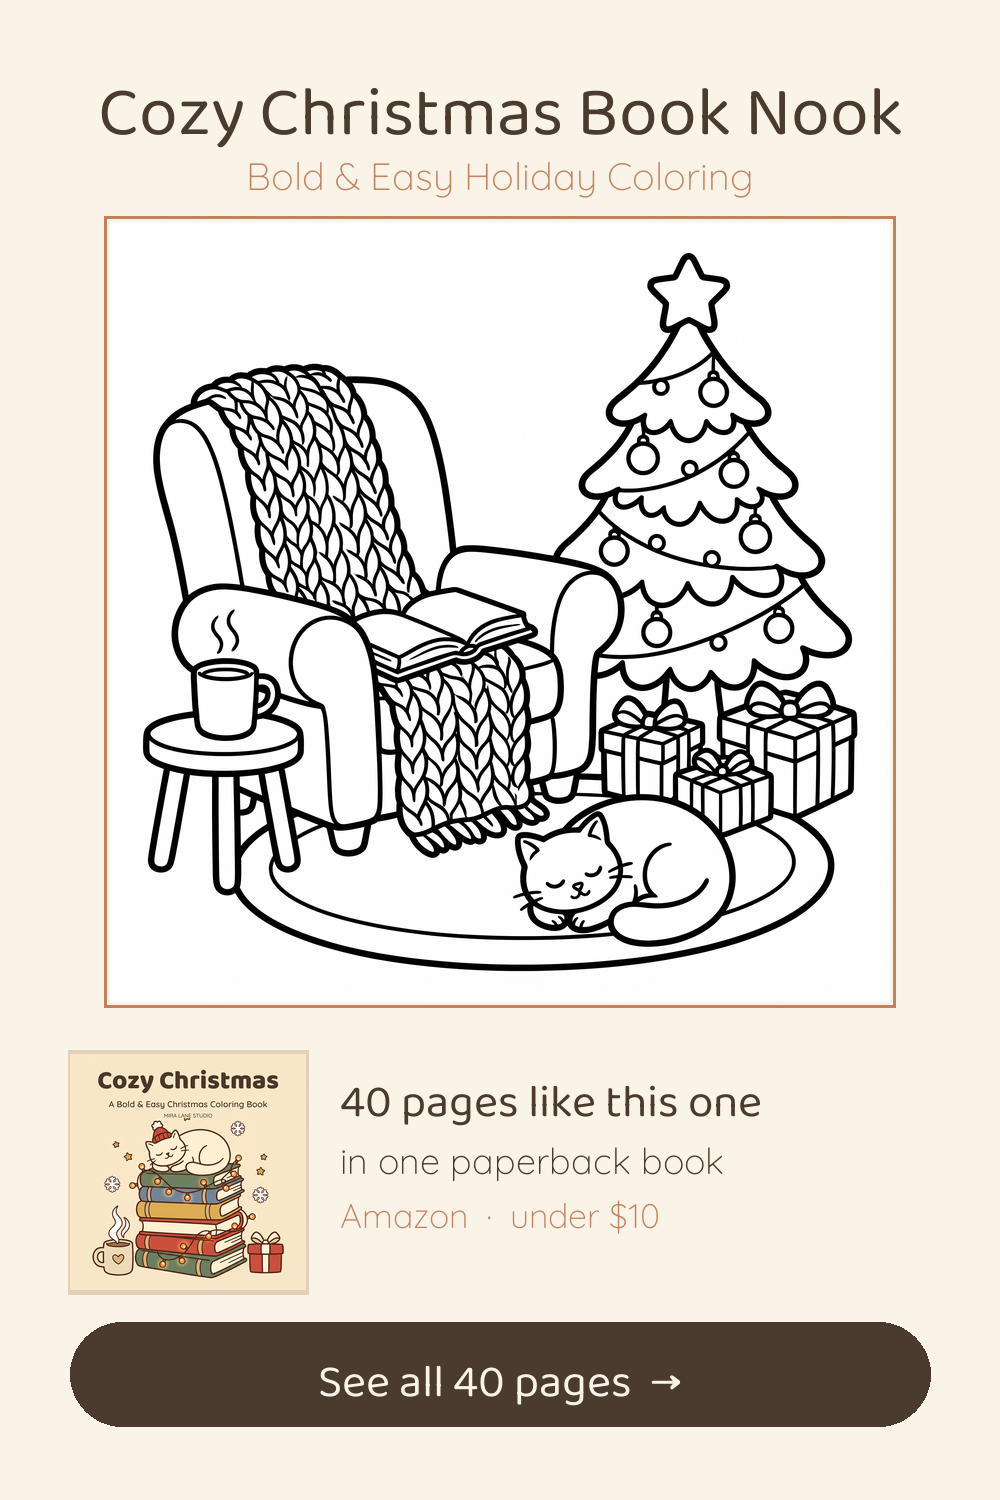 Cozy Christmas Book Nook
Bold & Easy Holiday Coloring
Cozy Christmas
A Bold & Easy Christmas Coloring Book
MIRA LANE STUDIO
40 pages like this one
in one paperback book
Amazon · under $10
See all 40 pages →